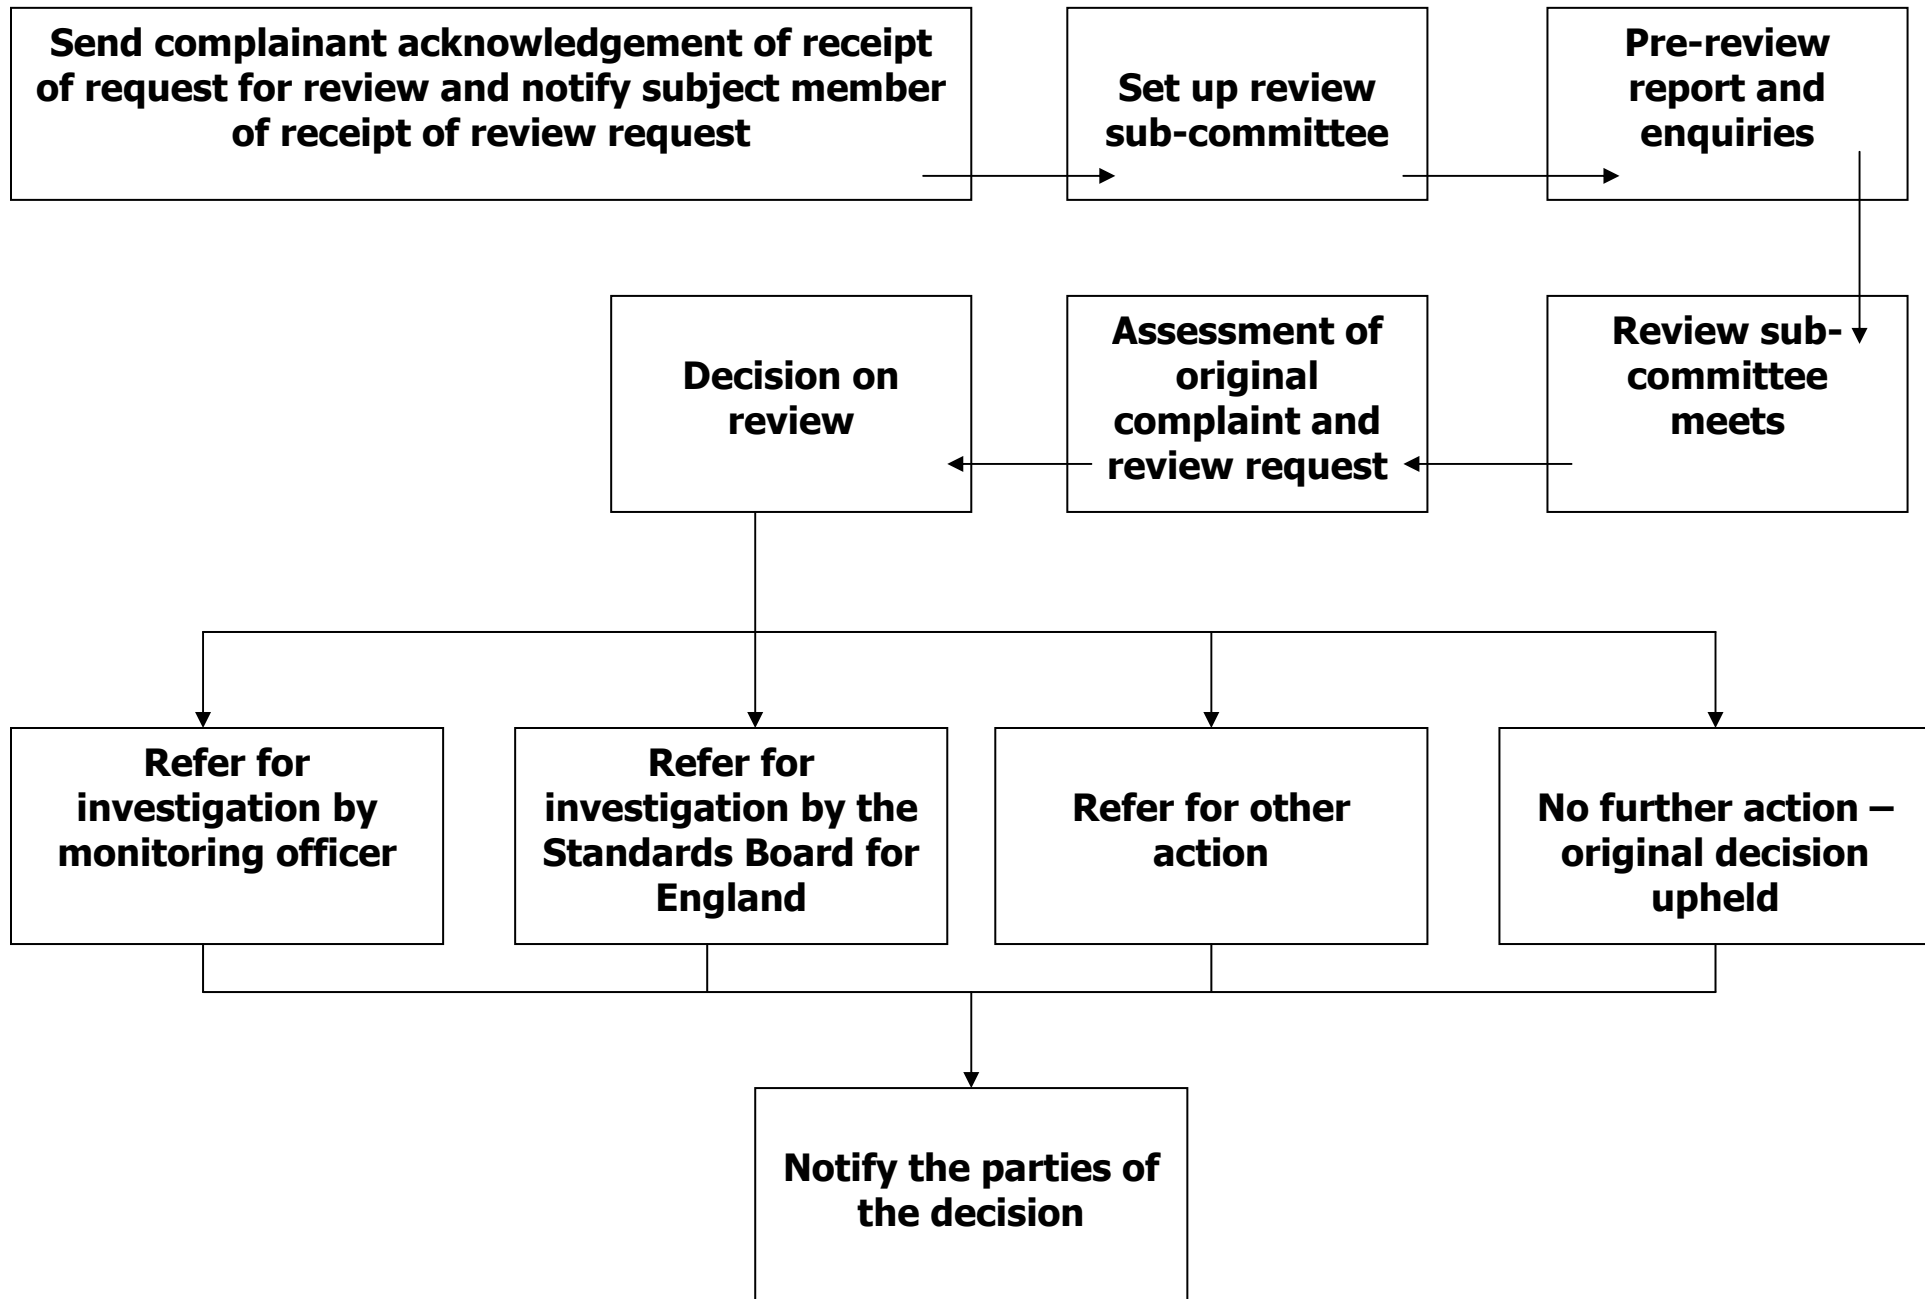 Send complainant acknowledgement of receipt
of request for review and notify subject member
of receipt of review request
Set up review
sub-committee
Pre-review
report and
enquiries
Decision on
review
Assessment of
original
complaint and
review request
Review sub-
committee
meets
Refer for
investigation by
monitoring officer
Refer for
investigation by the
Standards Board for
England
Refer for other
action
No further action –
original decision
upheld
Notify the parties of
the decision